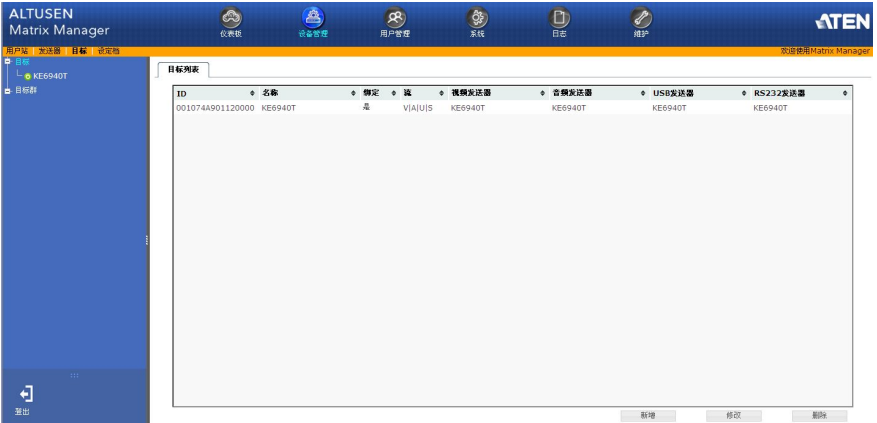 ALTUSEN
Matrix Manager
仪表板 设备管理 用户管理 系统 日志 维护
ATEN
用户站 发送器 目标 设定档 欢迎使用Matrix Manager
目标
KE6940T
目标群
目标列表
ID 名称 绑定 流 视频发送器 音频发送器 USB发送器 RS232发送器
001074A901120000 KE6940T 是 V|A|U|S KE6940T KE6940T KE6940T KE6940T
登出
新增 修改 删除